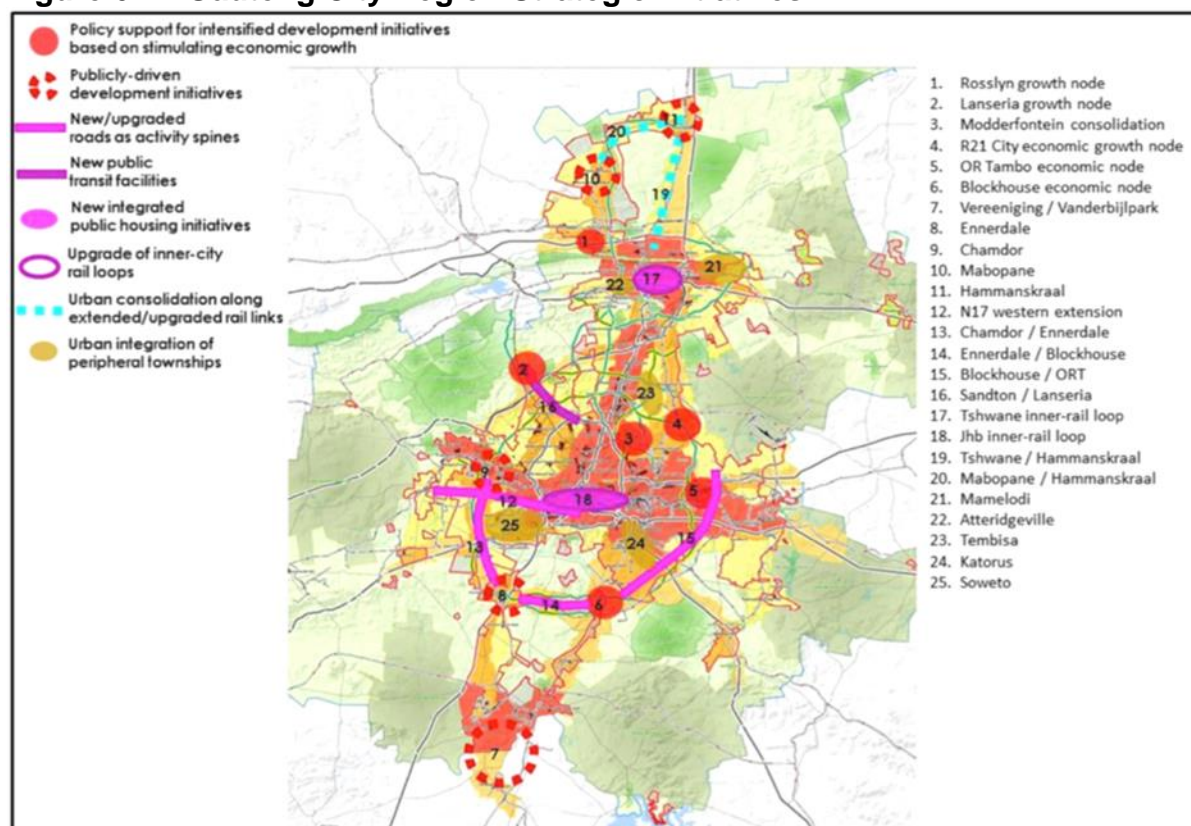 Policy support for intensified development initiatives
based on stimulating economic growth
Publicly-driven
development initiatives
New/upgraded
roads as activity spines
New public
transit facilities
New integrated
public housing initiatives
Upgrade of inner-city
rail loops
Urban consolidation along
extended/upgraded rail links
Urban integration of
peripheral townships
11
20
10
19
1
21
17
22
2
23
16
4
3
9
5
12
18
25
24
15
13
8
14
6
7
1. Rosslyn growth node
2. Lanseria growth node
3. Modderfontein consolidation
4. R21 City economic growth node
5. OR Tambo economic node
6. Blockhouse economic node
7. Vereeniging / Vanderbijlpark
8. Ennerdale
9. Chamdor
10. Mabopane
11. Hammanskraal
12. N17 western extension
13. Chamdor / Ennerdale
14. Ennerdale / Blockhouse
15. Blockhouse / ORT
16. Sandton / Lanseria
17. Tshwane inner-rail loop
18. Jhb inner-rail loop
19. Tshwane / Hammanskraal
20. Mabopane / Hammanskraal
21. Mamelodi
22. Atteridgeville
23. Tembisa
24. Katorus
25. Soweto